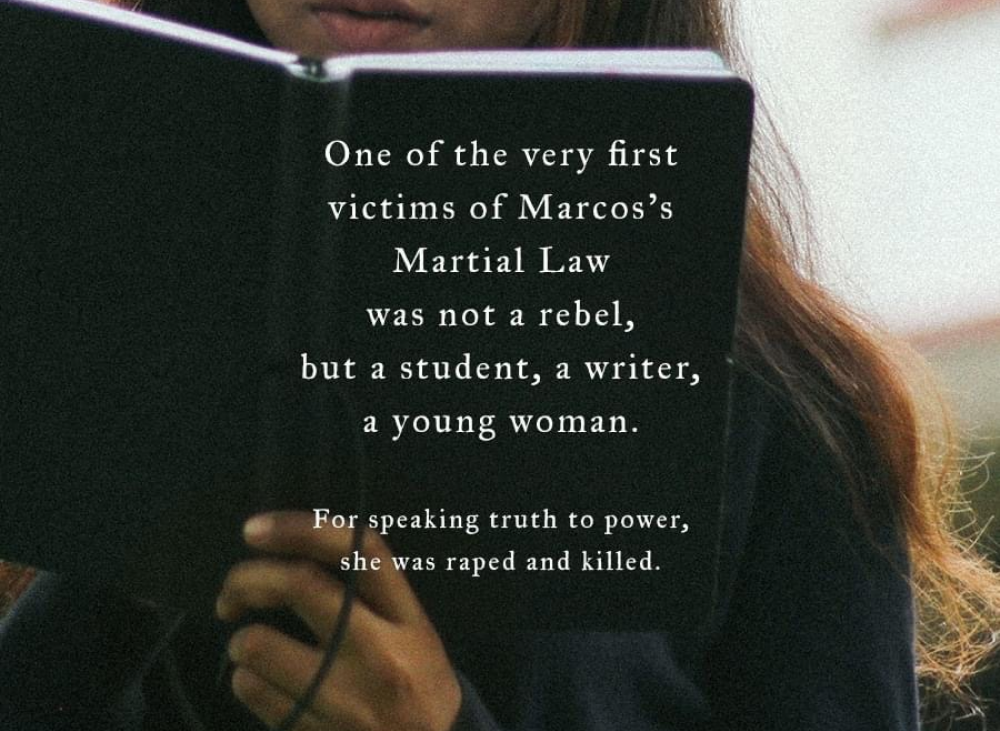 One of the very first
victims of Marcos’s
Martial Law
was not a rebel,
but a student, a writer,
a young woman.
For speaking truth to power,
she was raped and killed.